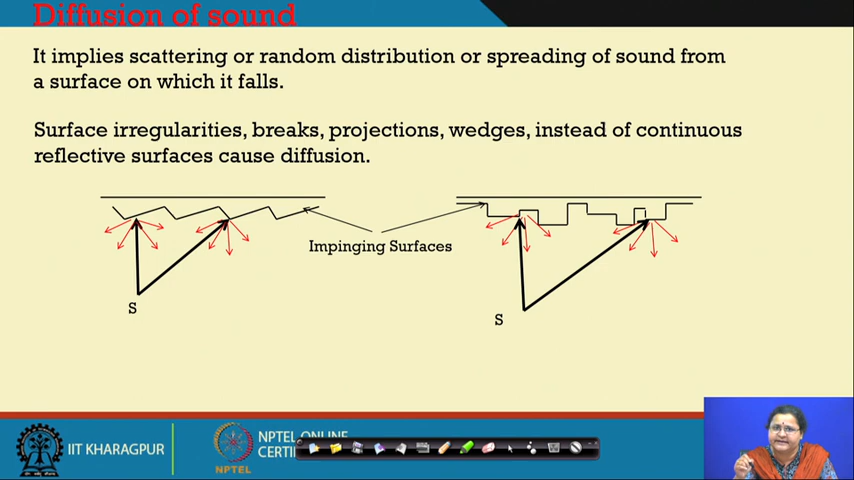 Diffusion of sound
It implies scattering or random distribution or spreading of sound from
a surface on which it falls.
Surface irregularities, breaks, projections, wedges, instead of continuous
reflective surfaces cause diffusion.
Impinging Surfaces
S
S
IIT KHARAGPUR
NPTEL
NPTEL ONLINE